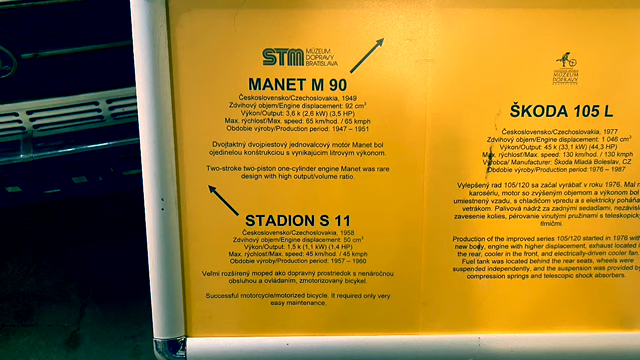 STM MÚZEUM
DOPRAVY
BRATISLAVA
MANET M 90
Československo/Czechoslovakia, 1949
Zdvihový objem/Engine displacement: 92 cm³
Výkon/Output: 3,6 k (2,6 kW) (3,5 HP)
Max. rýchlosť/Max. speed: 65 km/hod. / 65 kmph
Obdobie výroby/Production period: 1947 – 1951
Dvojtaktný dvojpiestový jednovalcový motor Manet bol
ojedinelou konštrukciou s vynikajúcim litrovým výkonom.
Two-stroke two-piston one-cylinder engine Manet was rare
design with high output/volume ratio.
STADION S 11
Československo/Czechoslovakia, 1958
Zdvihový objem/Engine displacement: 50 cm³
Výkon/Output: 1,5 k (1,1 kW) (1,4 HP)
Max. rýchlosť/Max. speed: 45 km/hod. / 45 kmph
Obdobie výroby/Production period: 1957 – 1960
Veľmi rozšírený moped ako dopravný prostriedok s nenáročnou
obsluhou a ovládaním, zmotorizovaný bicykel.
Successful motorcycle/motorized bicycle. It required only very
easy maintenance.
MÚZEUM
DOPRAVY
ŠKODA 105 L
Československo/Czechoslovakia, 1977
Zdvihový objem/Engine displacement: 1 046 cm³
Výkon/Output: 45 k (33,1 kW) (44,3 HP)
Max. rýchlosť/Max. speed: 130 km/hod. / 130 kmph
Výrobca/ Manufacturer: Škoda Mladá Boleslav, CZ
Obdobie výroby/Production period: 1976 – 1987
Vylepšený rad 105/120 sa začal vyrábať v roku 1976. Mal n
karosériu, motor so zvýšeným objemom a výkonom bol
umiestnený vzadu, s chladičom vpredu a s elektricky poháňa
vetrákom. Palivová nádrž za zadnými sedadlami, nezávisl
zavesenie kolies, pérovanie vinutými pružinami a teleskopick
tlmičmi.
Production of the improved series 105/120 started in 1976 with
new body, engine with higher displacement, exhaust located i
the rear, cooler in the front, and electrically-driven cooler fan.
Fuel tank was located behind the rear seats, wheels were
suspended independently, and the suspension was provided by
compression springs and telescopic shock absorbers.